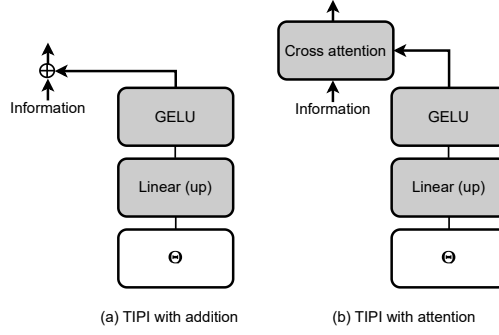 Cross attention
Information
Information
GELU
GELU
Linear (up)
Linear (up)
Θ
Θ
(a) TIPI with addition
(b) TIPI with attention